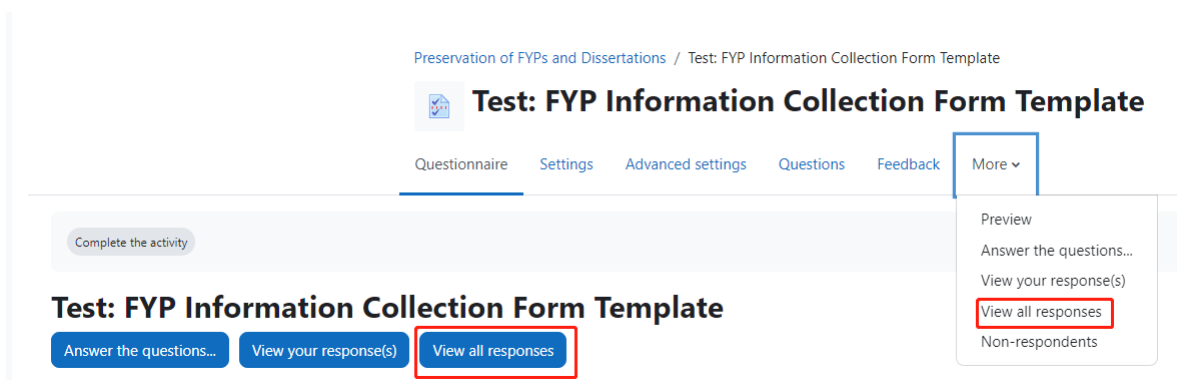 Preservation of FYPs and Dissertations / Test: FYP Information Collection Form Template
Test: FYP Information Collection Form Template
Questionnaire Settings Advanced settings Questions Feedback More
Preview
Answer the questions...
View your response(s)
View all responses
Non-respondents
Complete the activity
Test: FYP Information Collection Form Template
Answer the questions... View your response(s) View all responses